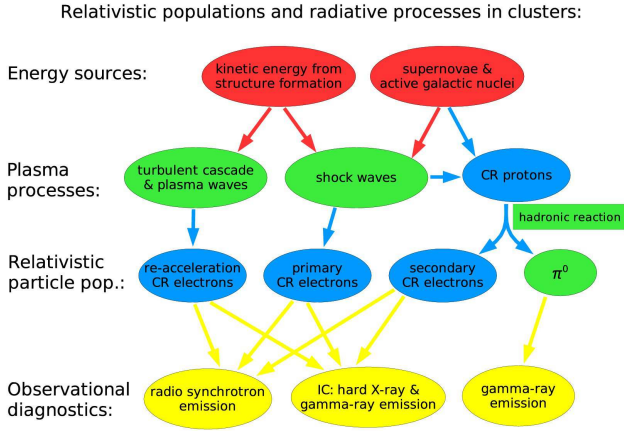 Relativistic populations and radiative processes in clusters:
Energy sources:
kinetic energy from
structure formation
supernovae &
active galactic nuclei
Plasma
processes:
turbulent cascade
& plasma waves
shock waves
CR protons
hadronic reaction
Relativistic
particle pop.:
re-acceleration
CR electrons
primary
CR electrons
secondary
CR electrons
π⁰
Observational
diagnostics:
radio synchrotron
emission
IC: hard X-ray &
gamma-ray emission
gamma-ray
emission